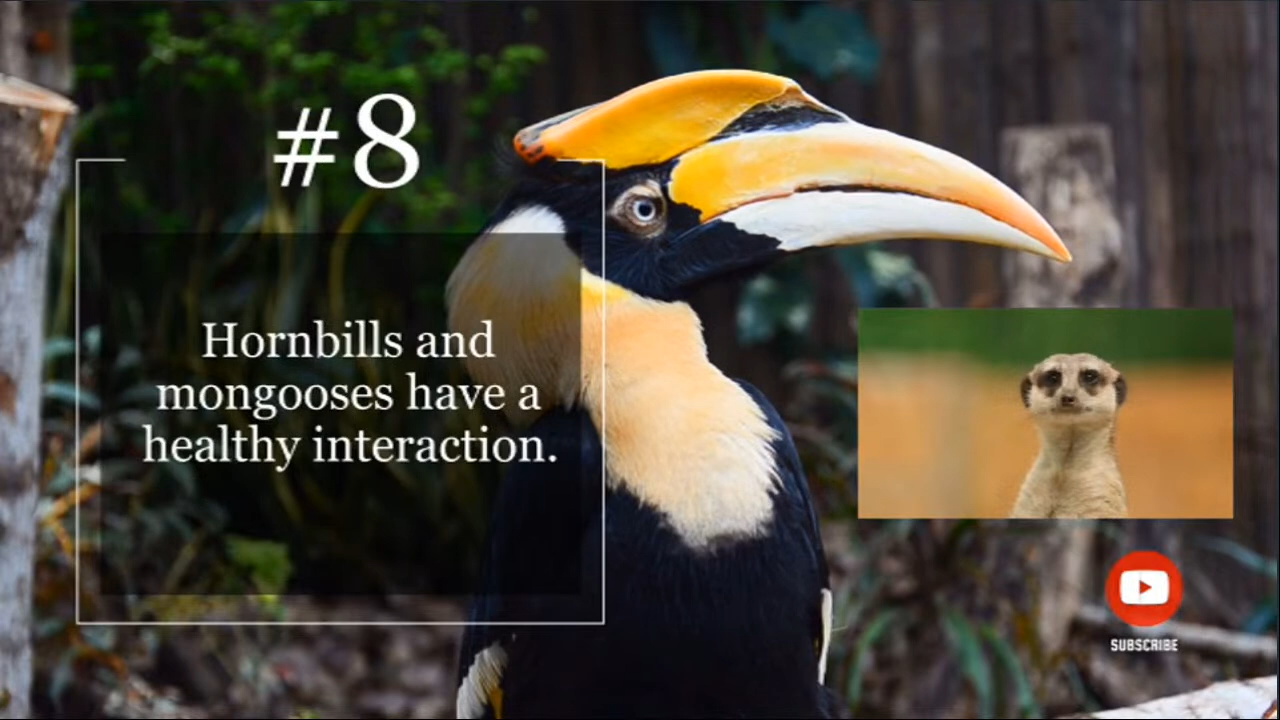 #8
Hornbills and
mongooses have a
healthy interaction.
SUBSCRIBE